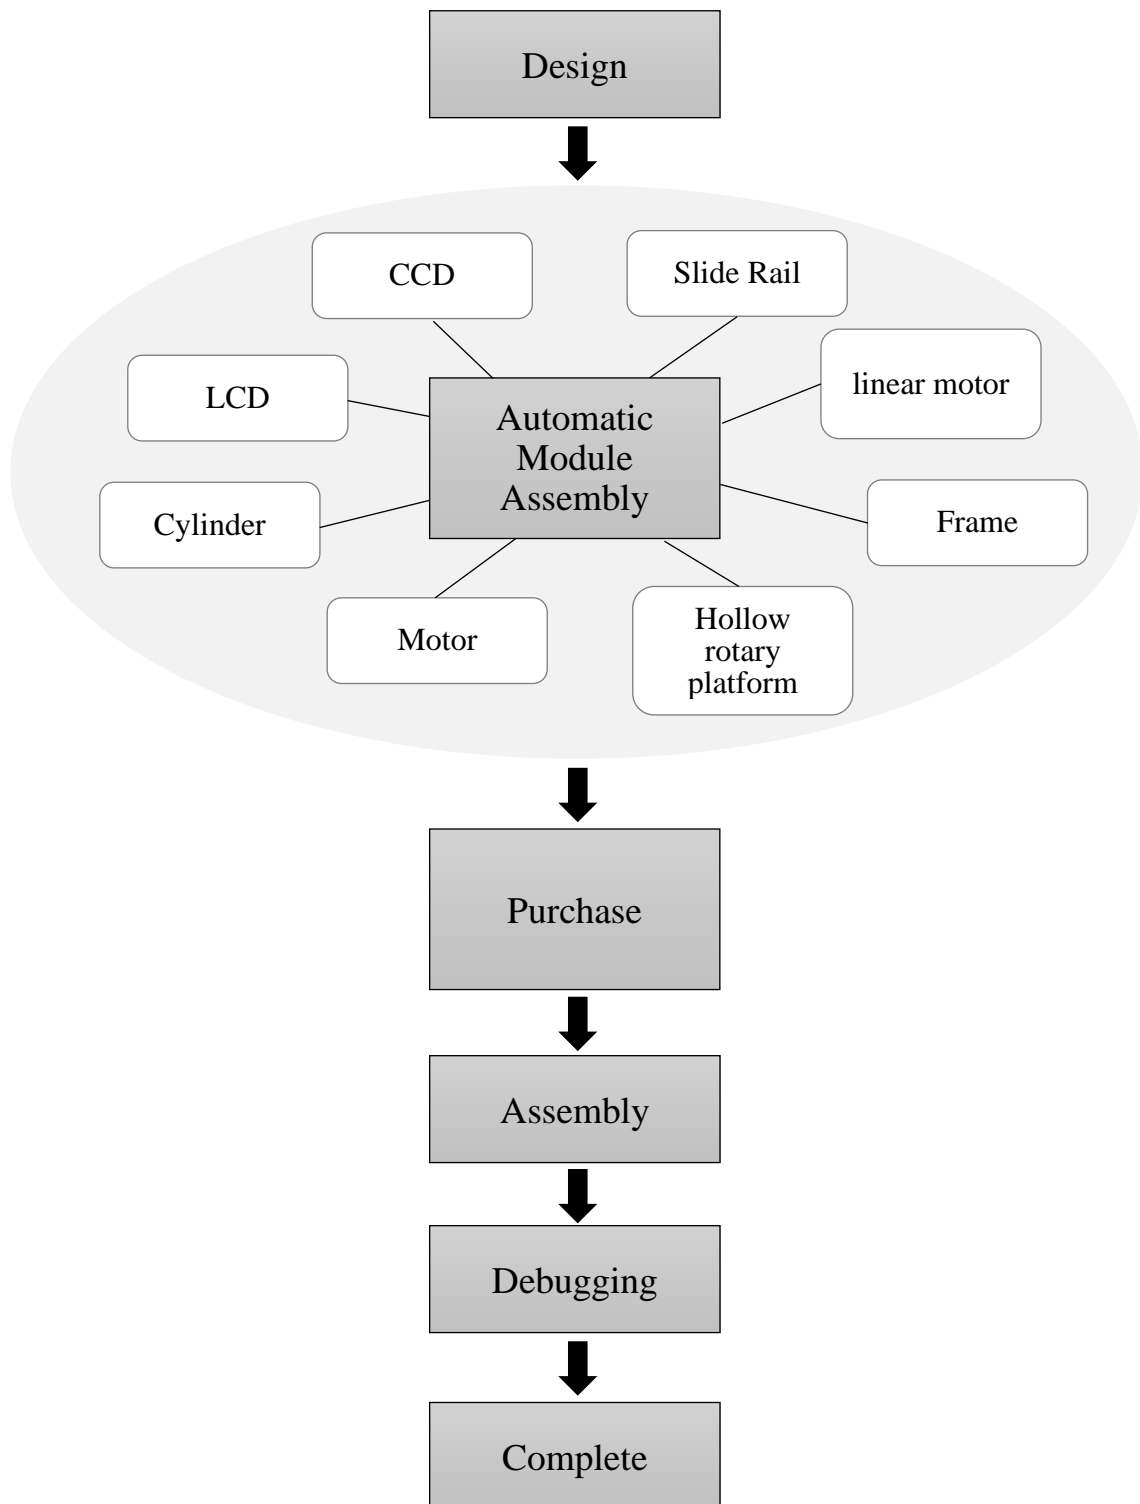 Design
CCD
Slide Rail
LCD
linear motor
Automatic
Module
Assembly
Cylinder
Frame
Motor
Hollow
rotary
platform
Purchase
Assembly
Debugging
Complete